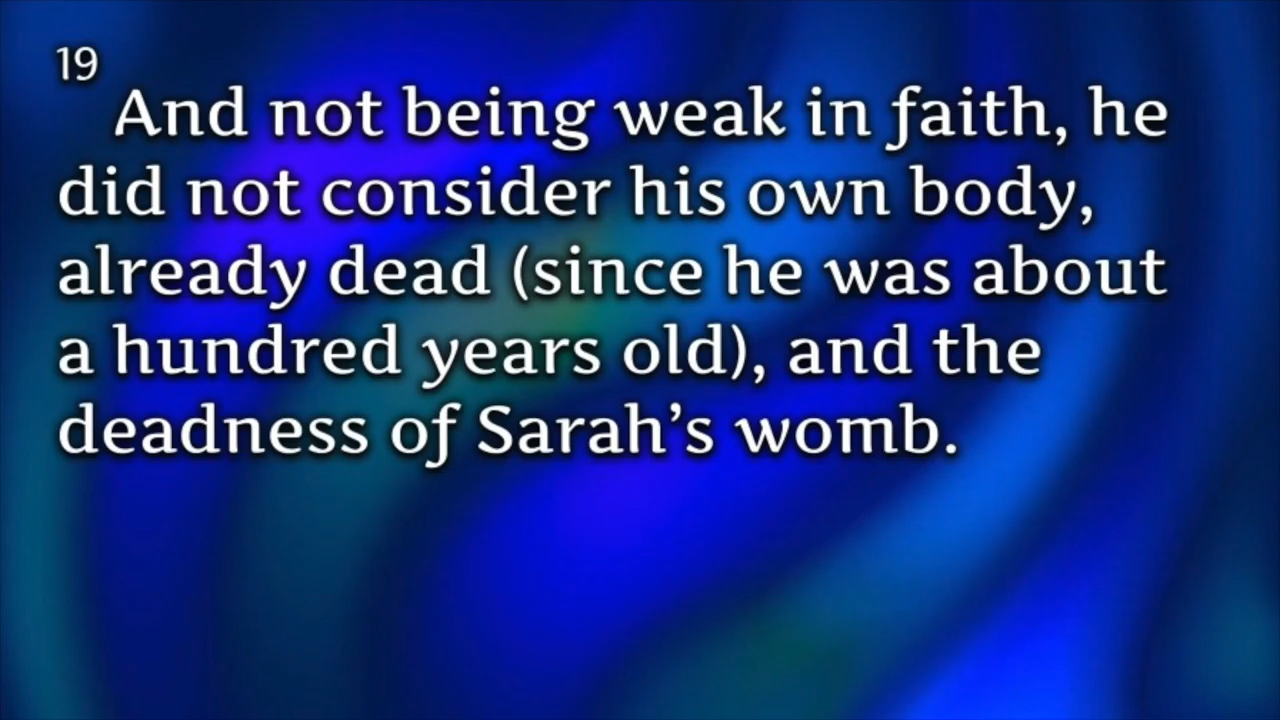 19
And not being weak in faith, he
did not consider his own body,
already dead (since he was about
a hundred years old), and the
deadness of Sarah’s womb.